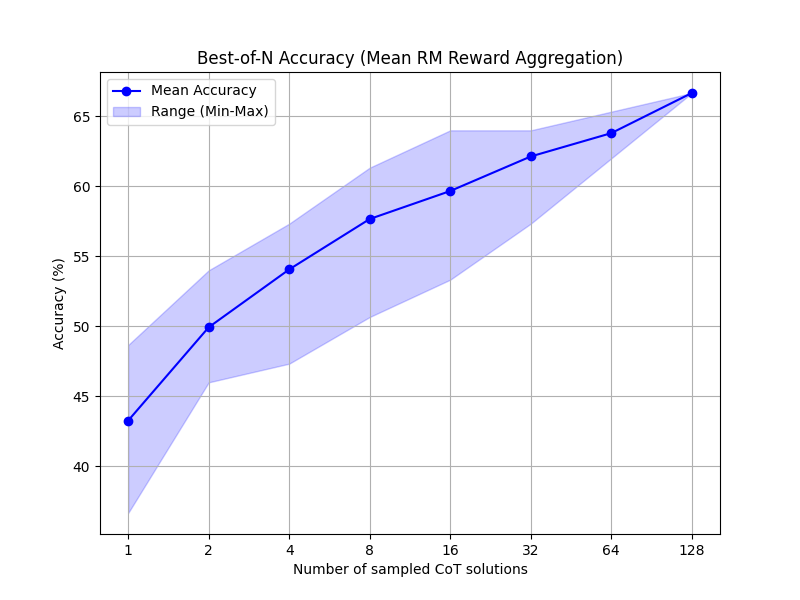 Best-of-N Accuracy (Mean RM Reward Aggregation)
Mean Accuracy
Range (Min-Max)
65
60
55
50
45
40
Accuracy (%)
1 2 4 8 16 32 64 128
Number of sampled CoT solutions